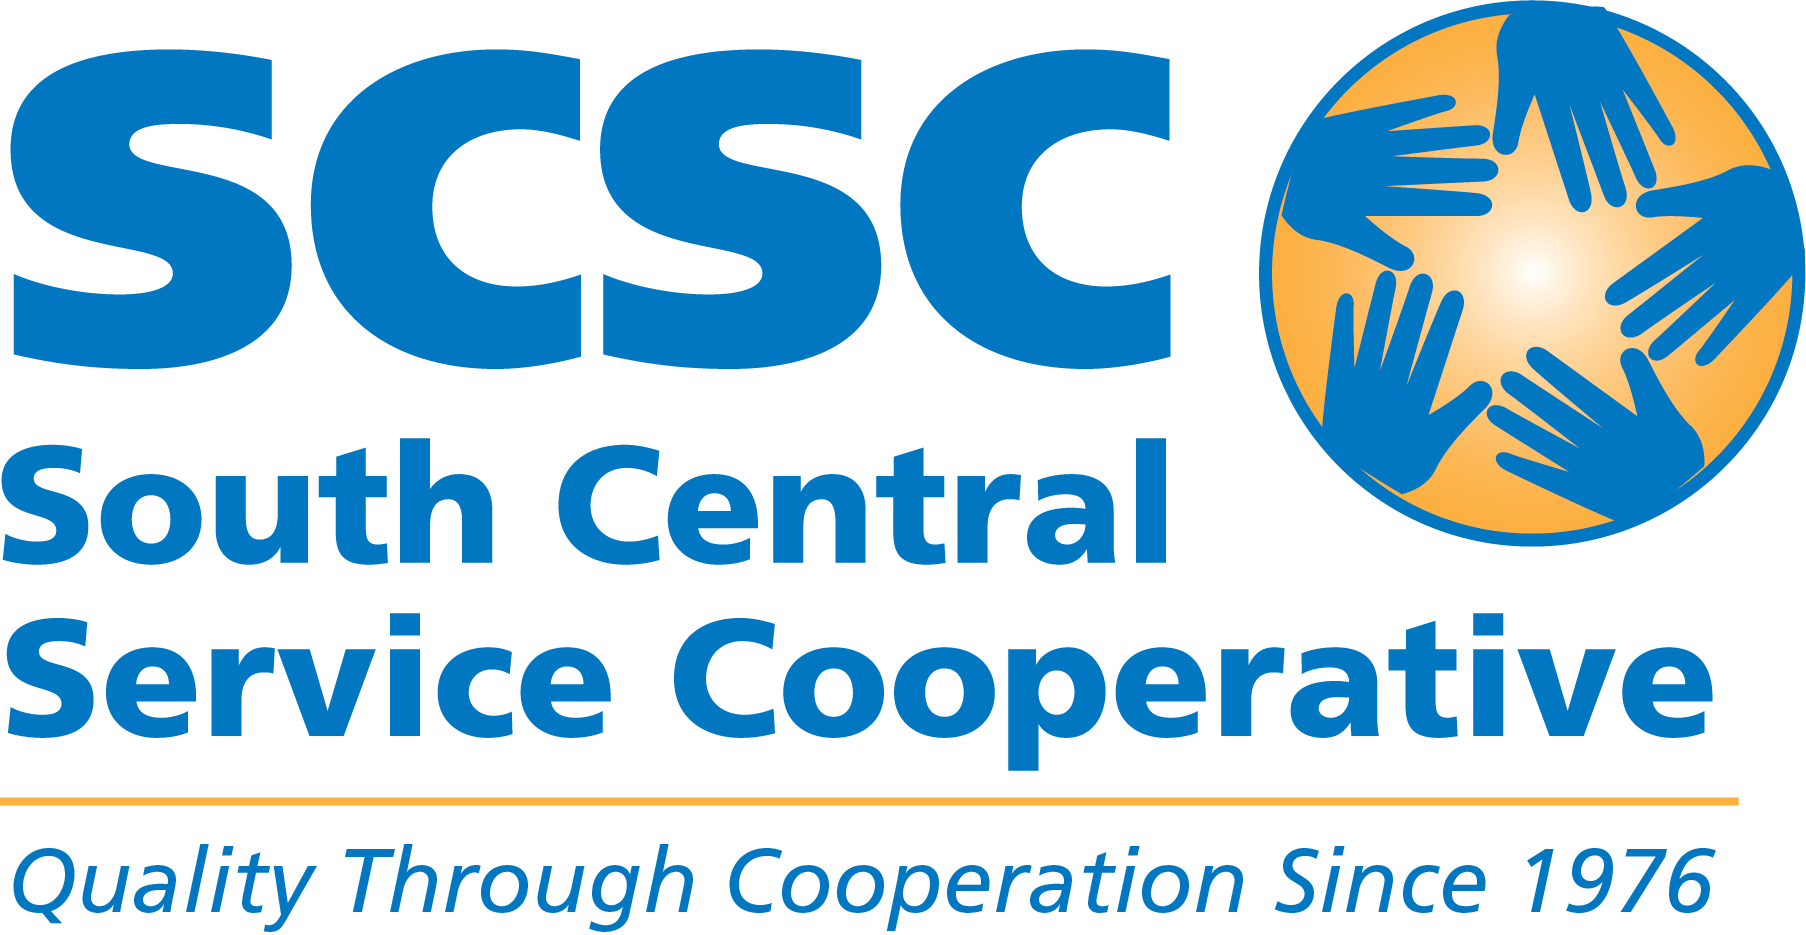 SCSC
South Central
Service Cooperative
Quality Through Cooperation Since 1976